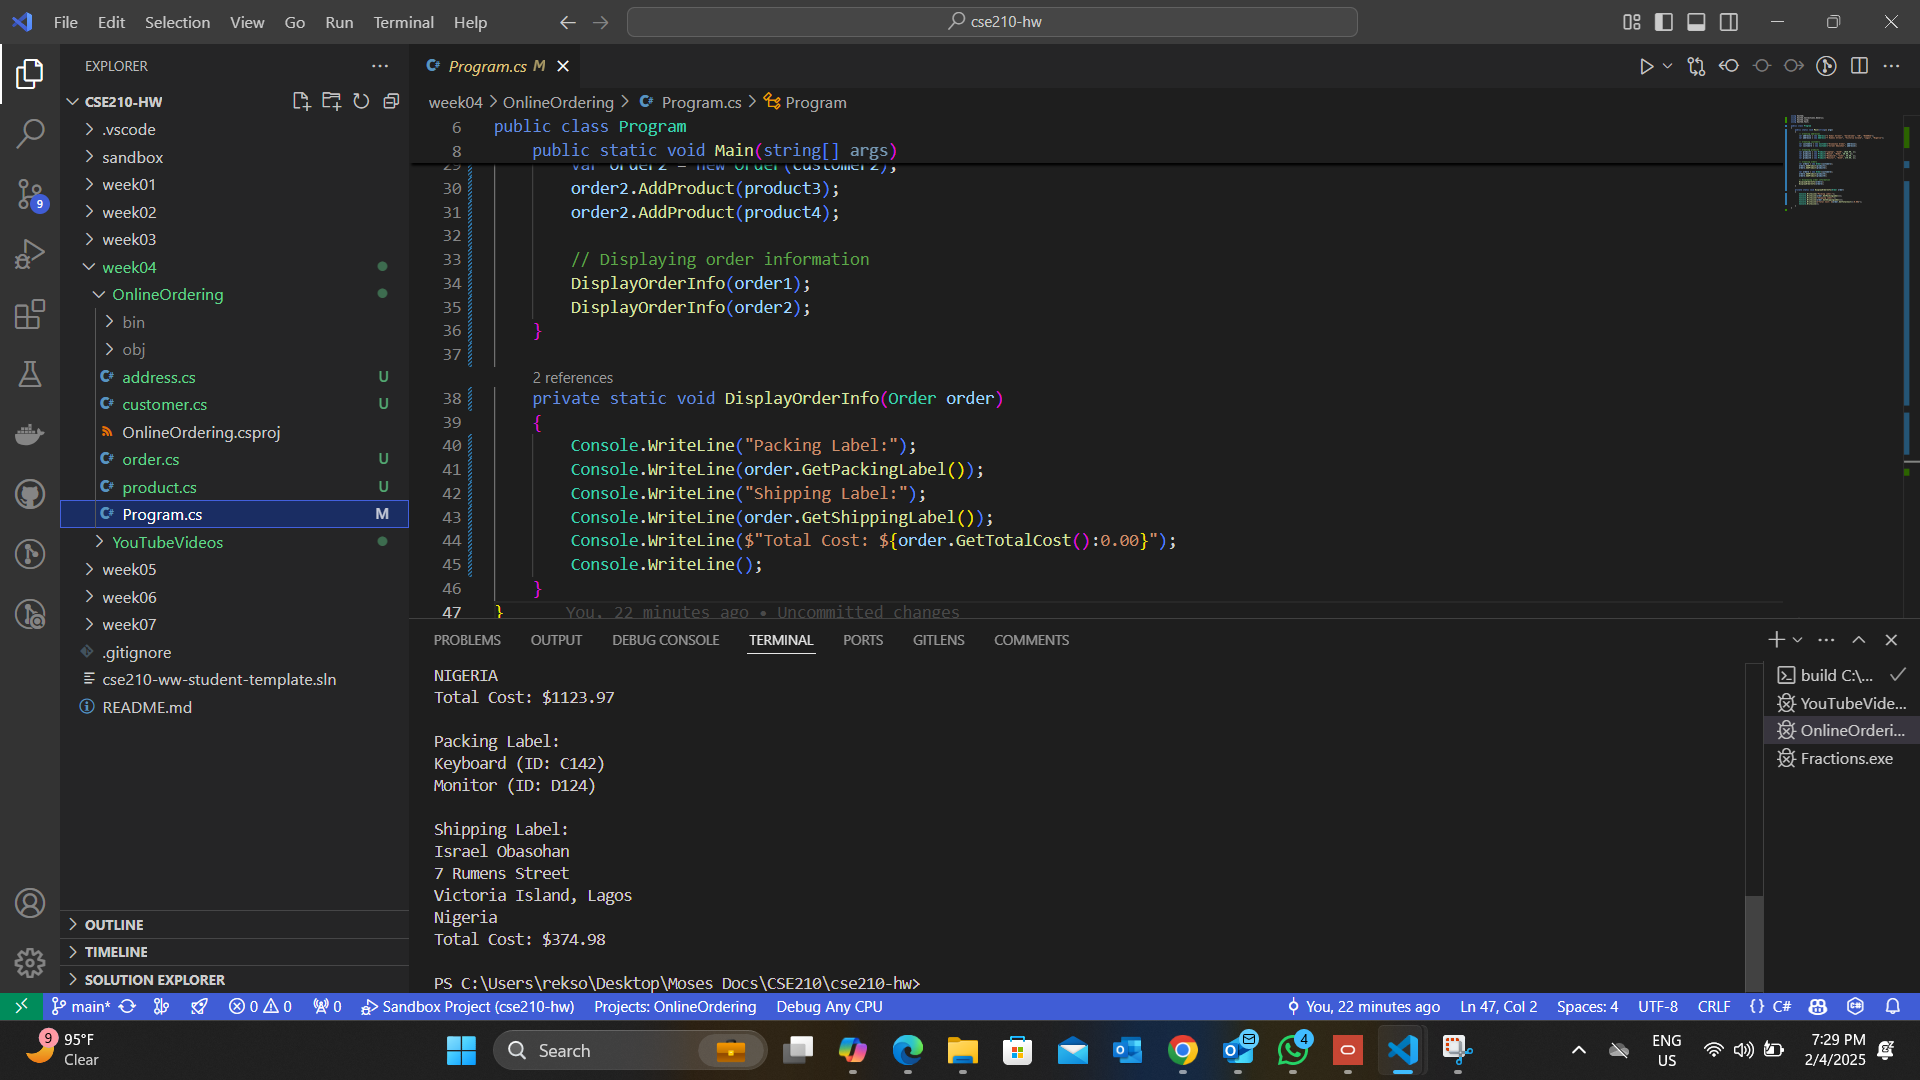 File Edit Selection View Go Run Terminal Help
cse210-hw
EXPLORER
CSE210-HW
.vscode
sandbox
week01
week02
week03
week04
OnlineOrdering
bin
obj
address.cs U
customer.cs U
OnlineOrdering.csproj
order.cs U
product.cs U
Program.cs M
YouTubeVideos
week05
week06
week07
.gitignore
cse210-ww-student-template.sln
README.md
OUTLINE
TIMELINE
SOLUTION EXPLORER
9
Program.cs M
week04 > OnlineOrdering > Program.cs > Program
6 public class Program
8 public static void Main(string[] args)
29 var order2 = new Order(customer2);
30 order2.AddProduct(product3);
31 order2.AddProduct(product4);
32
33 // Displaying order information
34 DisplayOrderInfo(order1);
35 DisplayOrderInfo(order2);
36 }
37
2 references
38 private static void DisplayOrderInfo(Order order)
39 {
40 Console.WriteLine("Packing Label:");
41 Console.WriteLine(order.GetPackingLabel());
42 Console.WriteLine("Shipping Label:");
43 Console.WriteLine(order.GetShippingLabel());
44 Console.WriteLine($"Total Cost: ${order.GetTotalCost():0.00}");
45 Console.WriteLine();
46 }
47 } You, 22 minutes ago • Uncommitted changes
PROBLEMS OUTPUT DEBUG CONSOLE TERMINAL PORTS GITLENS COMMENTS
NIGERIA
Total Cost: $1123.97
Packing Label:
Keyboard (ID: C142)
Monitor (ID: D124)
Shipping Label:
Israel Obasohan
7 Rumens Street
Victoria Island, Lagos
Nigeria
Total Cost: $374.98
PS C:\Users\rekso\Desktop\Moses Docs\CSE210\cse210-hw>
build C:\...
YouTubeVide...
OnlineOrderi...
Fractions.exe
main* 0 0 0 Sandbox Project (cse210-hw) Projects: OnlineOrdering Debug Any CPU You, 22 minutes ago Ln 47, Col 2 Spaces: 4 UTF-8 CRLF {} C#
9
95°F
Clear
Search
4
ENG
US
7:29 PM
2/4/2025